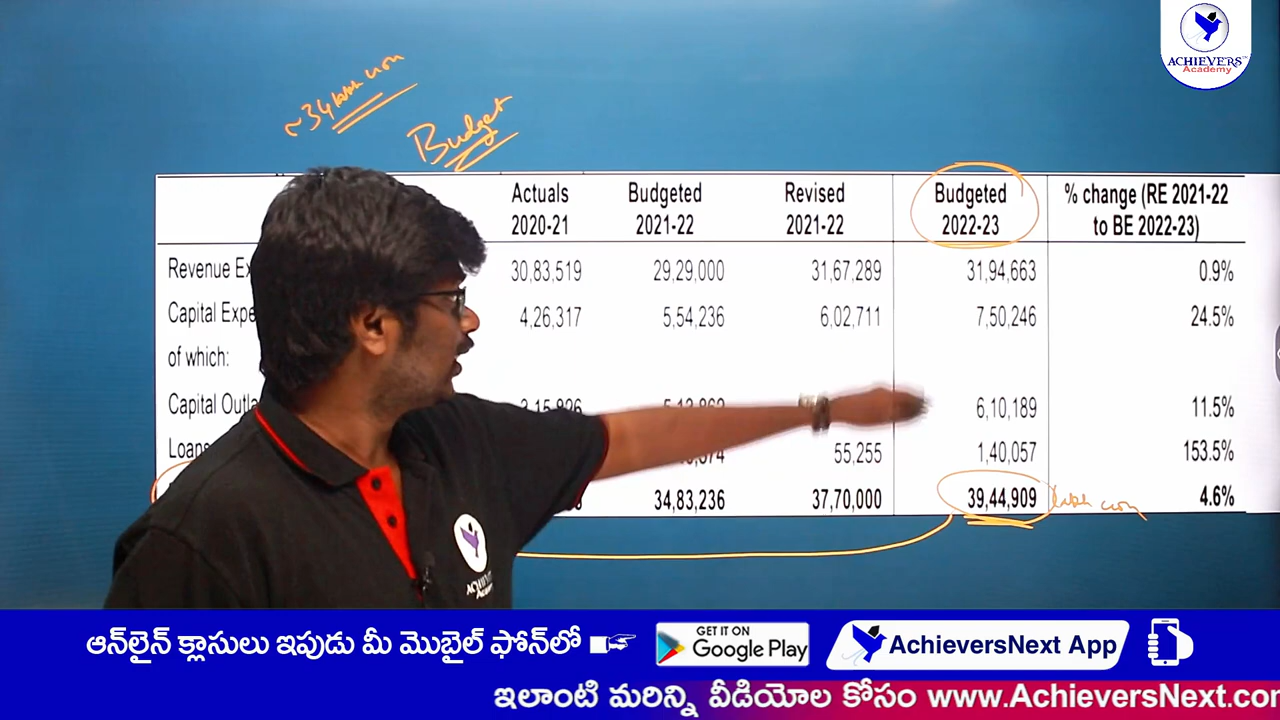 ACHIEVERS
Academy
~34 lakh
Budget
Actuals Budgeted Revised Budgeted % change (RE 2021-22
2020-21 2021-22 2021-22 2022-23 to BE 2022-23)
Revenue Ex 30,83,519 29,29,000 31,67,289 31,94,663 0.9%
Capital Expe 4,26,317 5,54,236 6,02,711 7,50,246 24.5%
of which:
Capital Outla 6,10,189 11.5%
Loans 55,255 1,40,057 153.5%
34,83,236 37,70,000 39,44,909 lakh 4.6%
ACHIEVERS
Academy
ఆన్‌లైన్ క్లాసులు ఇపుడు మీ మొబైల్ ఫోన్‌లో GET IT ON Google Play AchieversNext App
ఇలాంటి మరిన్ని వీడియోల కోసం www.AchieversNext.com